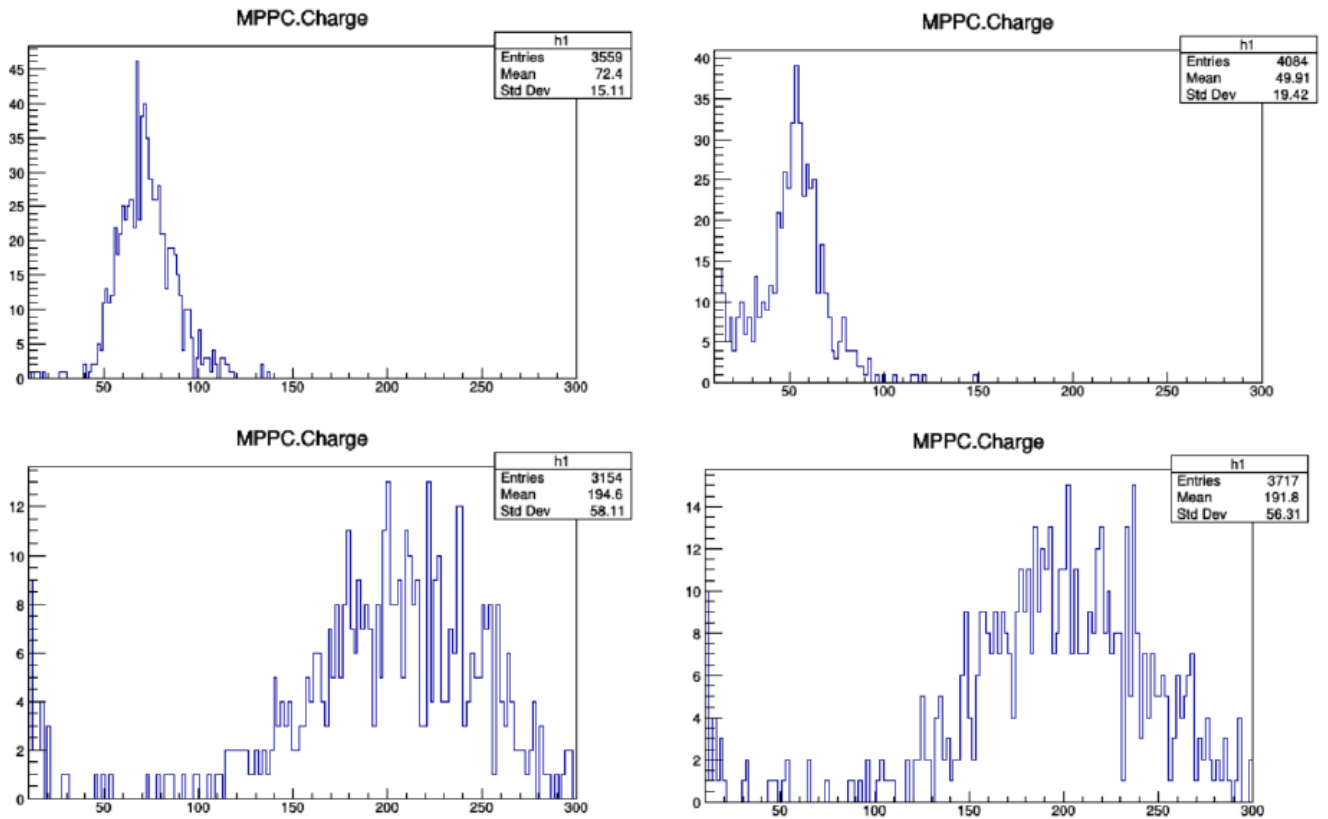 MPPC.Charge
h1
Entries 3559
Mean 72.4
Std Dev 15.11
45
40
35
30
25
20
15
10
5
0
50 100 150 200 250 300
MPPC.Charge
h1
Entries 4084
Mean 49.91
Std Dev 19.42
40
35
30
25
20
15
10
5
0
50 100 150 200 250 300
MPPC.Charge
h1
Entries 3154
Mean 194.6
Std Dev 58.11
12
10
8
6
4
2
0
50 100 150 200 250 300
MPPC.Charge
h1
Entries 3717
Mean 191.8
Std Dev 56.31
14
12
10
8
6
4
2
0
50 100 150 200 250 300